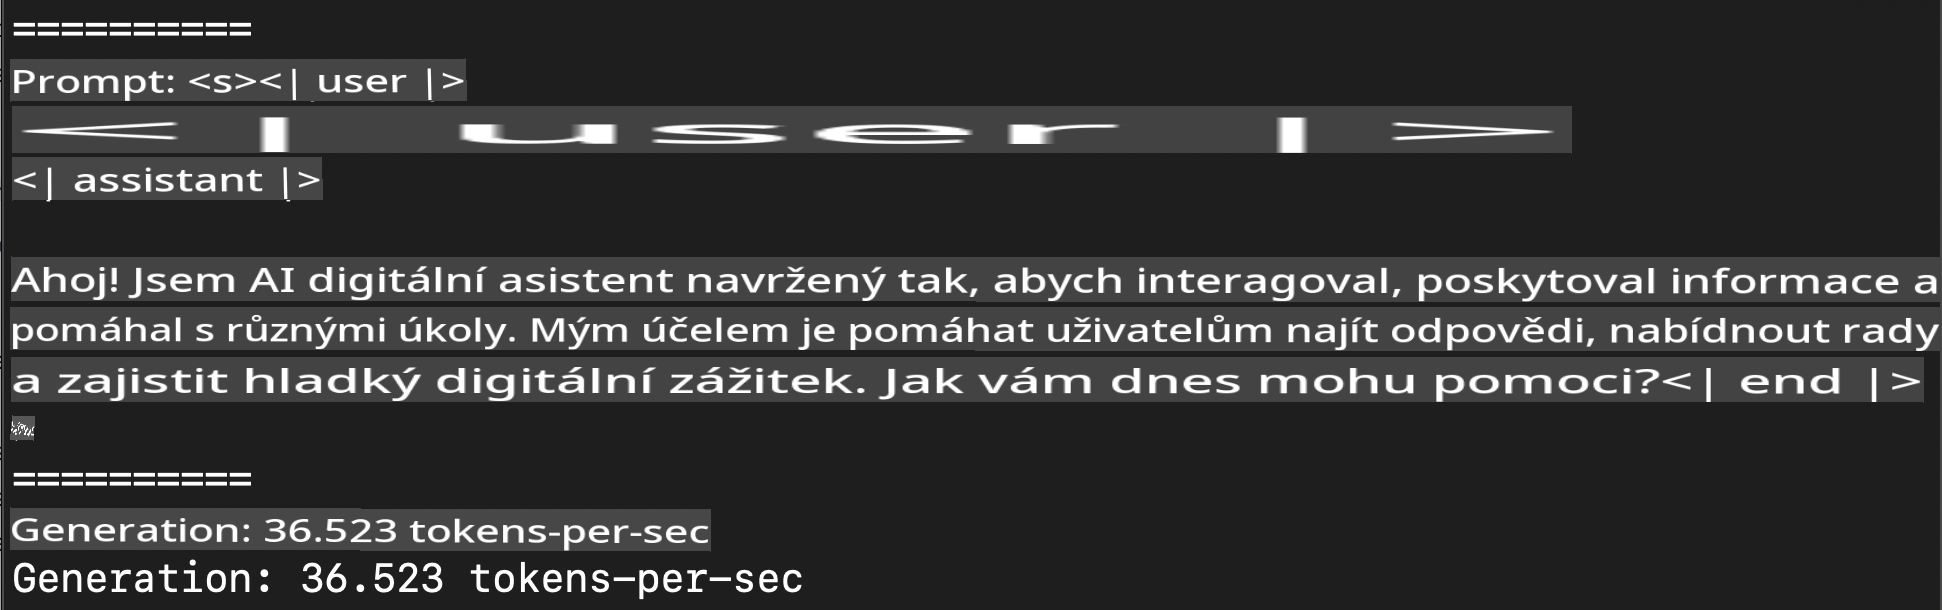 ==========
Prompt: <s><| user |>
<| user |>
<| assistant |>
Ahoj! Jsem AI digitální asistent navržený tak, abych interagoval, poskytoval informace a
pomáhal s různými úkoly. Mým účelem je pomáhat uživatelům najít odpovědi, nabídnout rady
a zajistit hladký digitální zážitek. Jak vám dnes mohu pomoci?<| end |>
==========
Generation: 36.523 tokens-per-sec
Generation: 36.523 tokens-per-sec